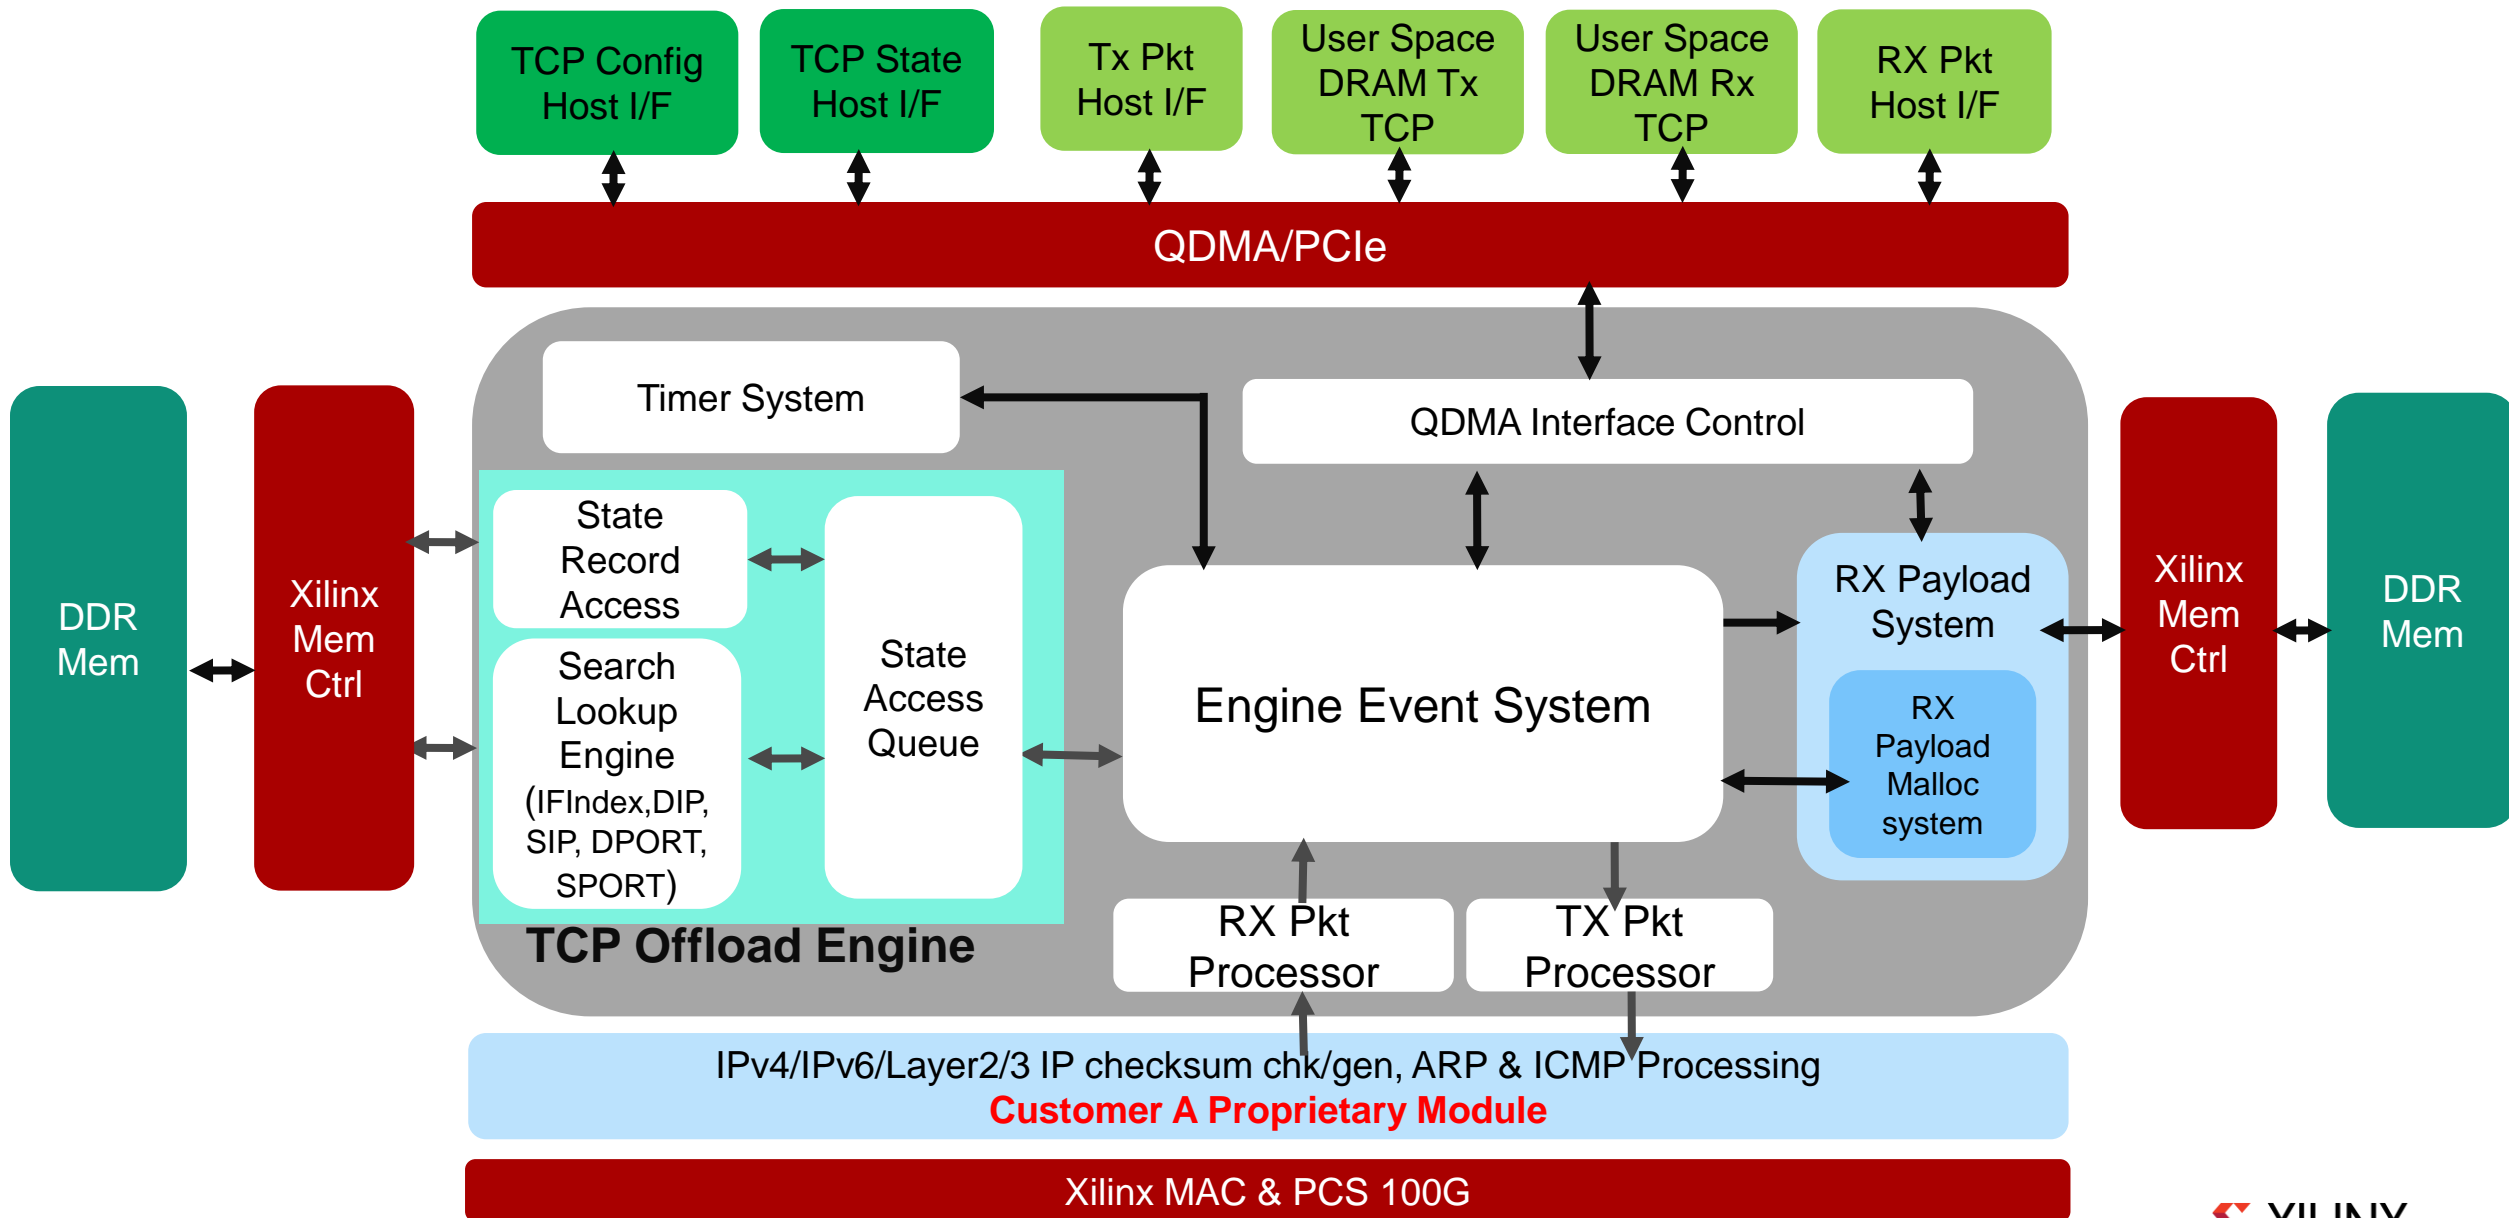 TCP Config
Host I/F
TCP State
Host I/F
Tx Pkt
Host I/F
User Space
DRAM Tx
TCP
User Space
DRAM Rx
TCP
RX Pkt
Host I/F
QDMA/PCIe
Timer System
QDMA Interface Control
DDR
Mem
Xilinx
Mem
Ctrl
State
Record
Access
Search
Lookup
Engine
(IFIndex,DIP,
SIP, DPORT,
SPORT)
State
Access
Queue
Engine Event System
RX Payload
System
RX
Payload
Malloc
system
Xilinx
Mem
Ctrl
DDR
Mem
TCP Offload Engine
RX Pkt
Processor
TX Pkt
Processor
IPv4/IPv6/Layer2/3 IP checksum chk/gen, ARP & ICMP Processing
Customer A Proprietary Module
Xilinx MAC & PCS 100G
XILINX